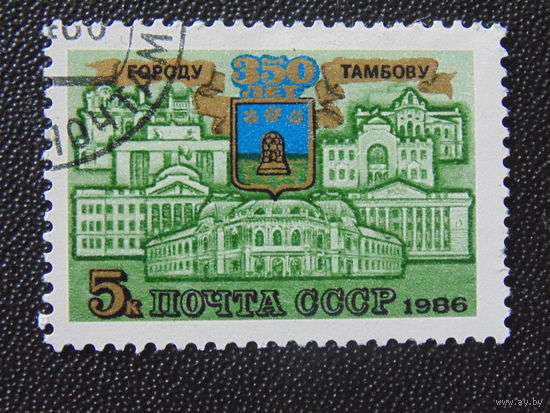 ГОРОДУ 350 ТАМБОВУ
ЛЕТ
5к ПОЧТА СССР 1986
www.ay.by